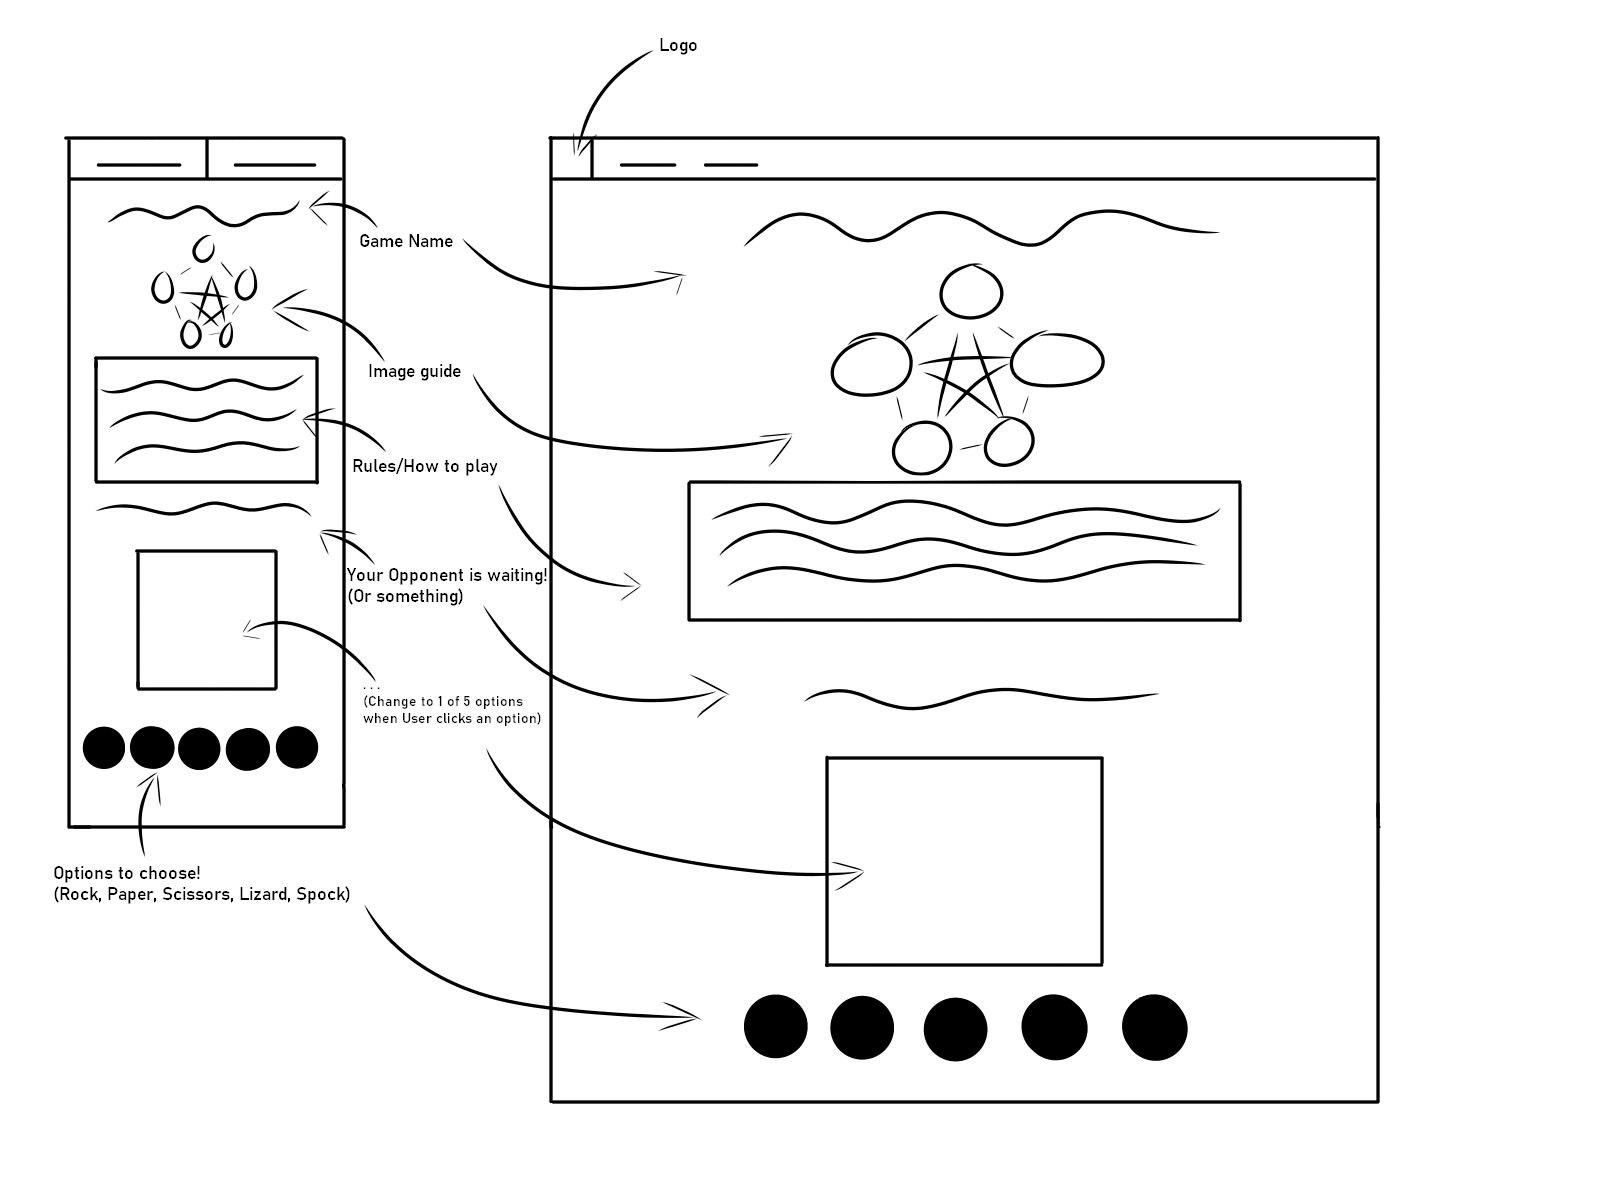 Logo
Game Name
Image guide
Rules/How to play
Your Opponent is waiting!
(Or something)
...
(Change to 1 of 5 options
when User clicks an option)
Options to choose!
(Rock, Paper, Scissors, Lizard, Spock)